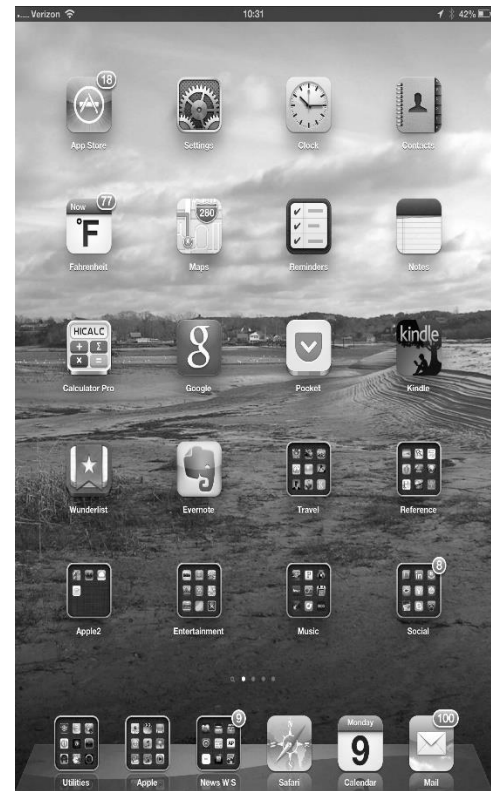 Verizon 10:31 42%
18
App Store Settings Clock Contacts
Now 77 280
°F
Fahrenheit Maps Reminders Notes
HICALC kindle
+ Σ g
× =
Calculator Pro Google Pocket Kindle
Wunderlist Evernote Travel Reference
8
Apple2 Entertainment Music Social
9 Monday 100
9
Utilities Apple News W S Safari Calendar Mail